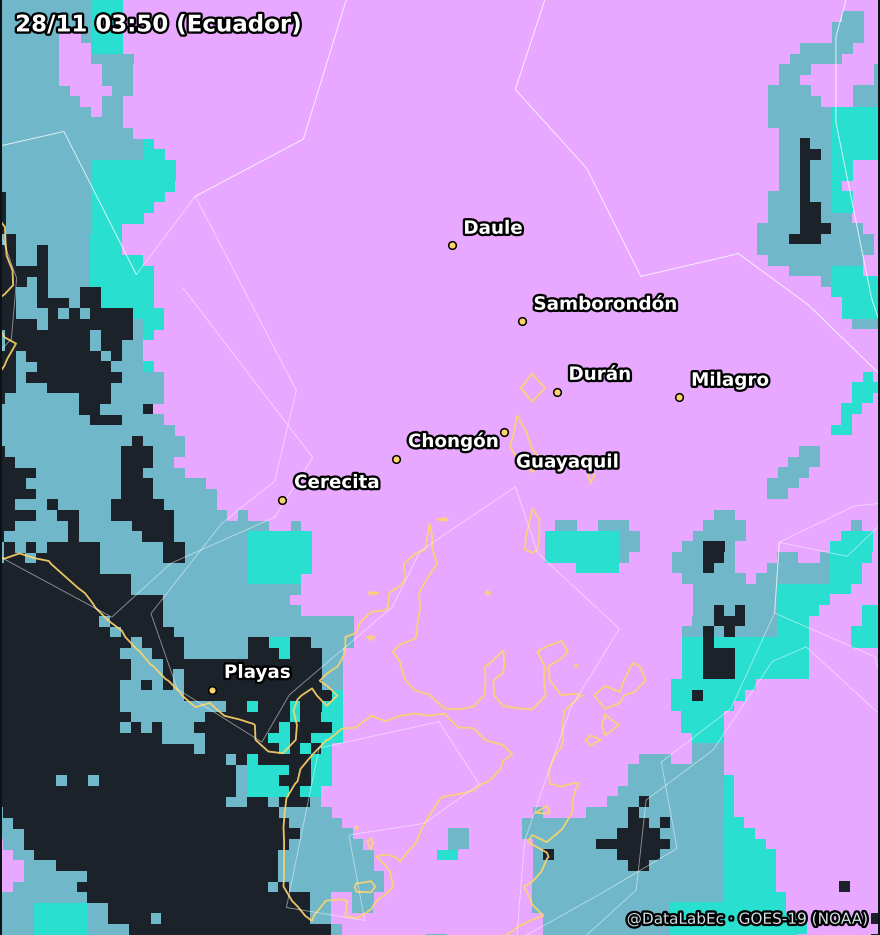 28/11 03:50 (Ecuador)
Daule
Samborondón
Durán
Milagro
Chongón
Guayaquil
Cerecita
Playas
@DataLabEc · GOES-19 (NOAA)